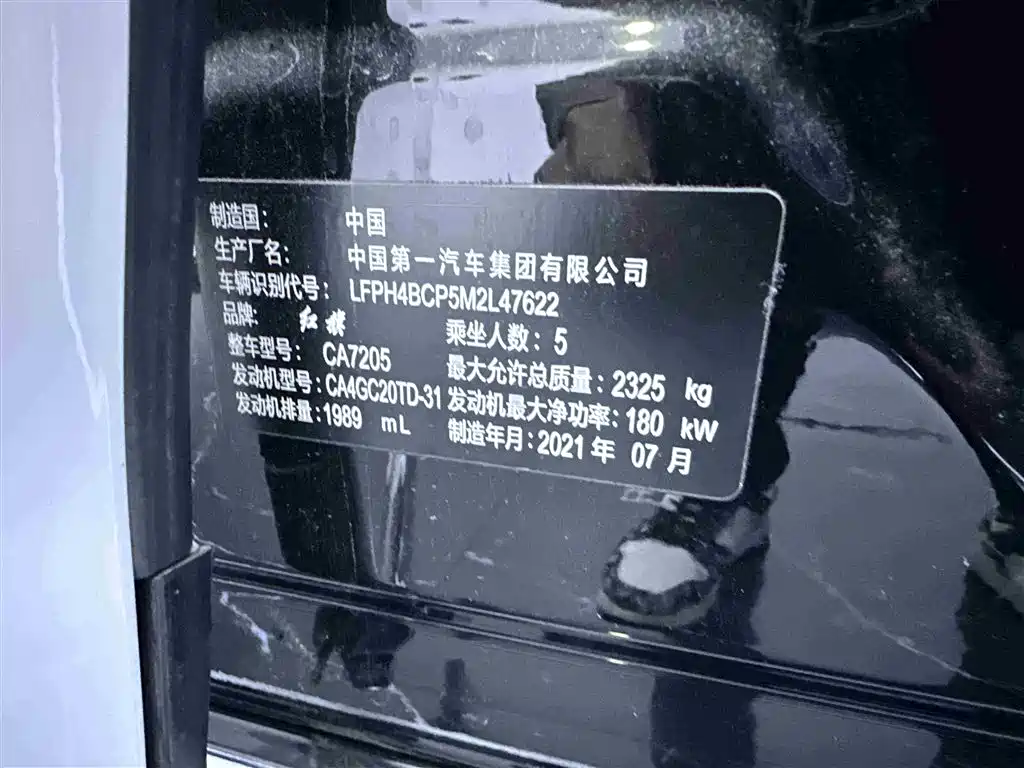 制造国： 中国
生产厂名： 中国第一汽车集团有限公司
车辆识别代号： LFPH4BCP5M2L47622
品牌： 红旗 乘坐人数： 5
整车型号： CA7205 最大允许总质量： 2325 kg
发动机型号： CA4GC20TD-31 发动机最大净功率： 180 kW
发动机排量： 1989 mL 制造年月： 2021 年 07 月